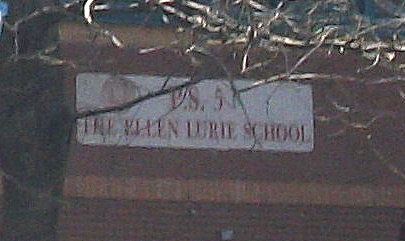 P.S. 5
THE ELLEN LURIE SCHOOL